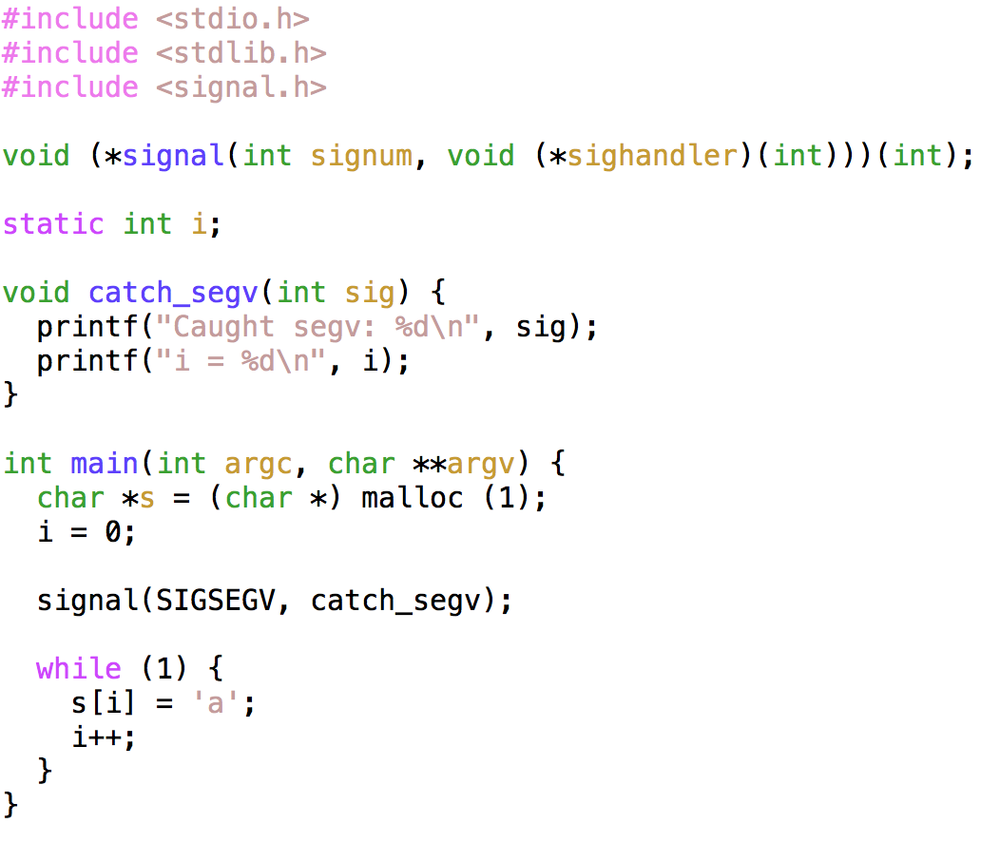 #include <stdio.h>
#include <stdlib.h>
#include <signal.h>

void (*signal(int signum, void (*sighandler)(int)))(int);

static int i;

void catch_segv(int sig) {
  printf("Caught segv: %d\n", sig);
  printf("i = %d\n", i);
}

int main(int argc, char **argv) {
  char *s = (char *) malloc (1);
  i = 0;

  signal(SIGSEGV, catch_segv);

  while (1) {
    s[i] = 'a';
    i++;
  }
}